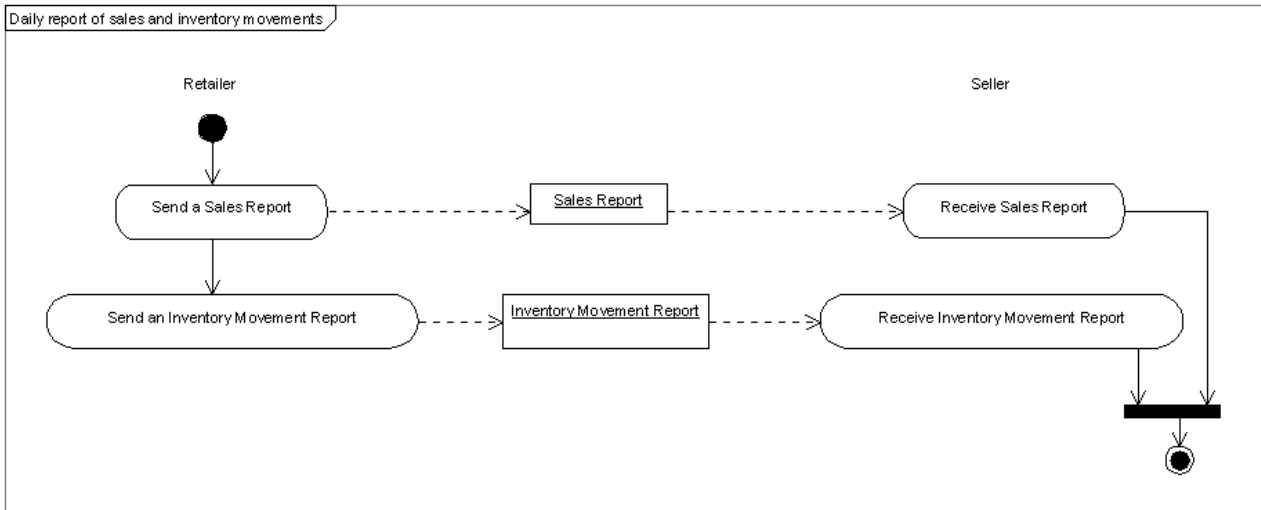 Daily report of sales and inventory movements
Retailer
Seller
Send a Sales Report
Sales Report
Receive Sales Report
Send an Inventory Movement Report
Inventory Movement Report
Receive Inventory Movement Report